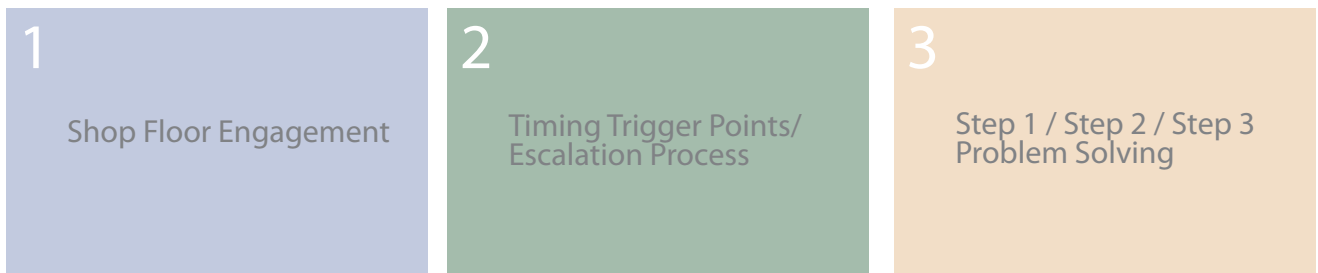 1
Shop Floor Engagement
2
Timing Trigger Points/
Escalation Process
3
Step 1 / Step 2 / Step 3
Problem Solving